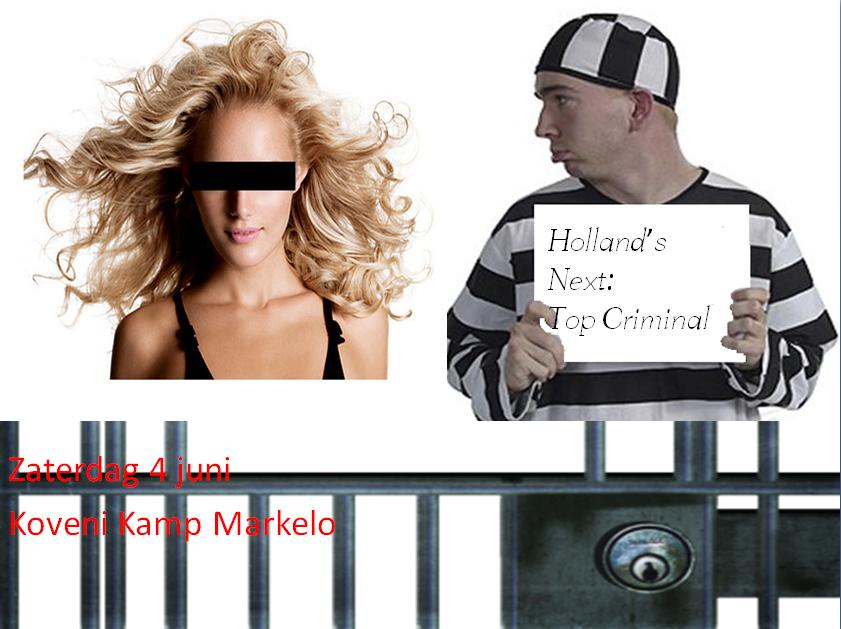 Holland's
Next:
Top Criminal
Zaterdag 4 juni
Koveni Kamp Markelo